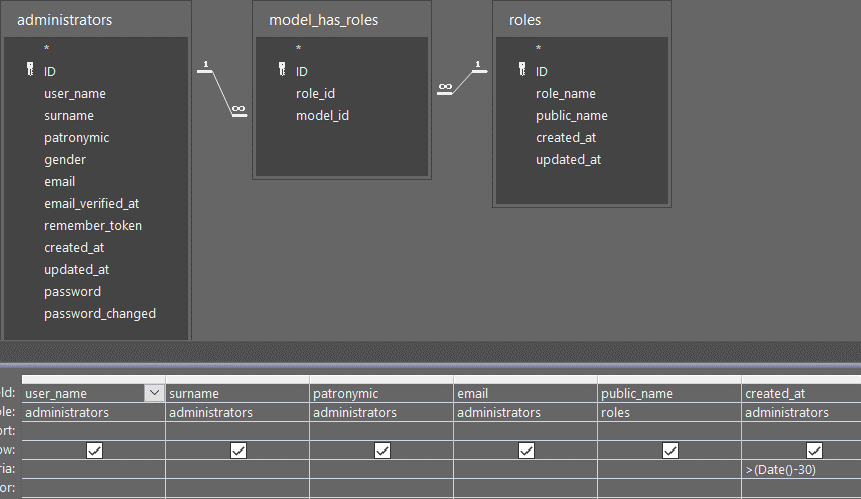 administrators
*
ID
user_name
surname
patronymic
gender
email
email_verified_at
remember_token
created_at
updated_at
password
password_changed
1
∞
model_has_roles
*
ID
role_id
model_id
∞
1
roles
*
ID
role_name
public_name
created_at
updated_at
ld: user_name surname patronymic email public_name created_at
ole: administrators administrators administrators administrators roles administrators
ort:
ow:
ria: >(Date()-30)
or: